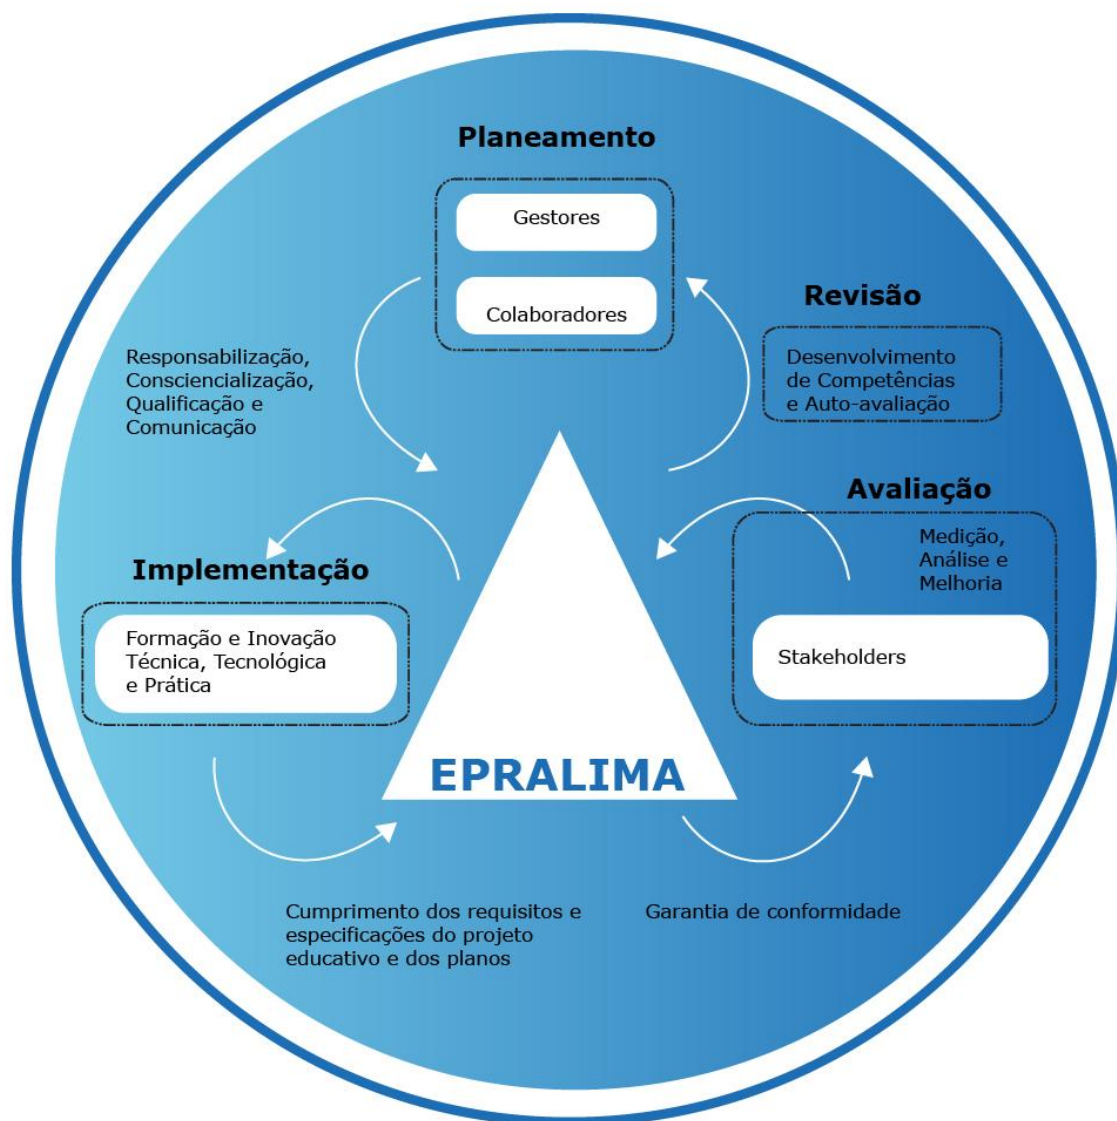 Planeamento
Gestores
Colaboradores
Revisão
Desenvolvimento
de Competências
e Auto-avaliação
Responsabilização,
Consciencialização,
Qualificação e
Comunicação
Avaliação
Medição,
Análise e
Melhoria
Stakeholders
Implementação
Formação e Inovação
Técnica, Tecnológica
e Prática
EPRALIMA
Cumprimento dos requisitos e
especificações do projeto
educativo e dos planos
Garantia de conformidade